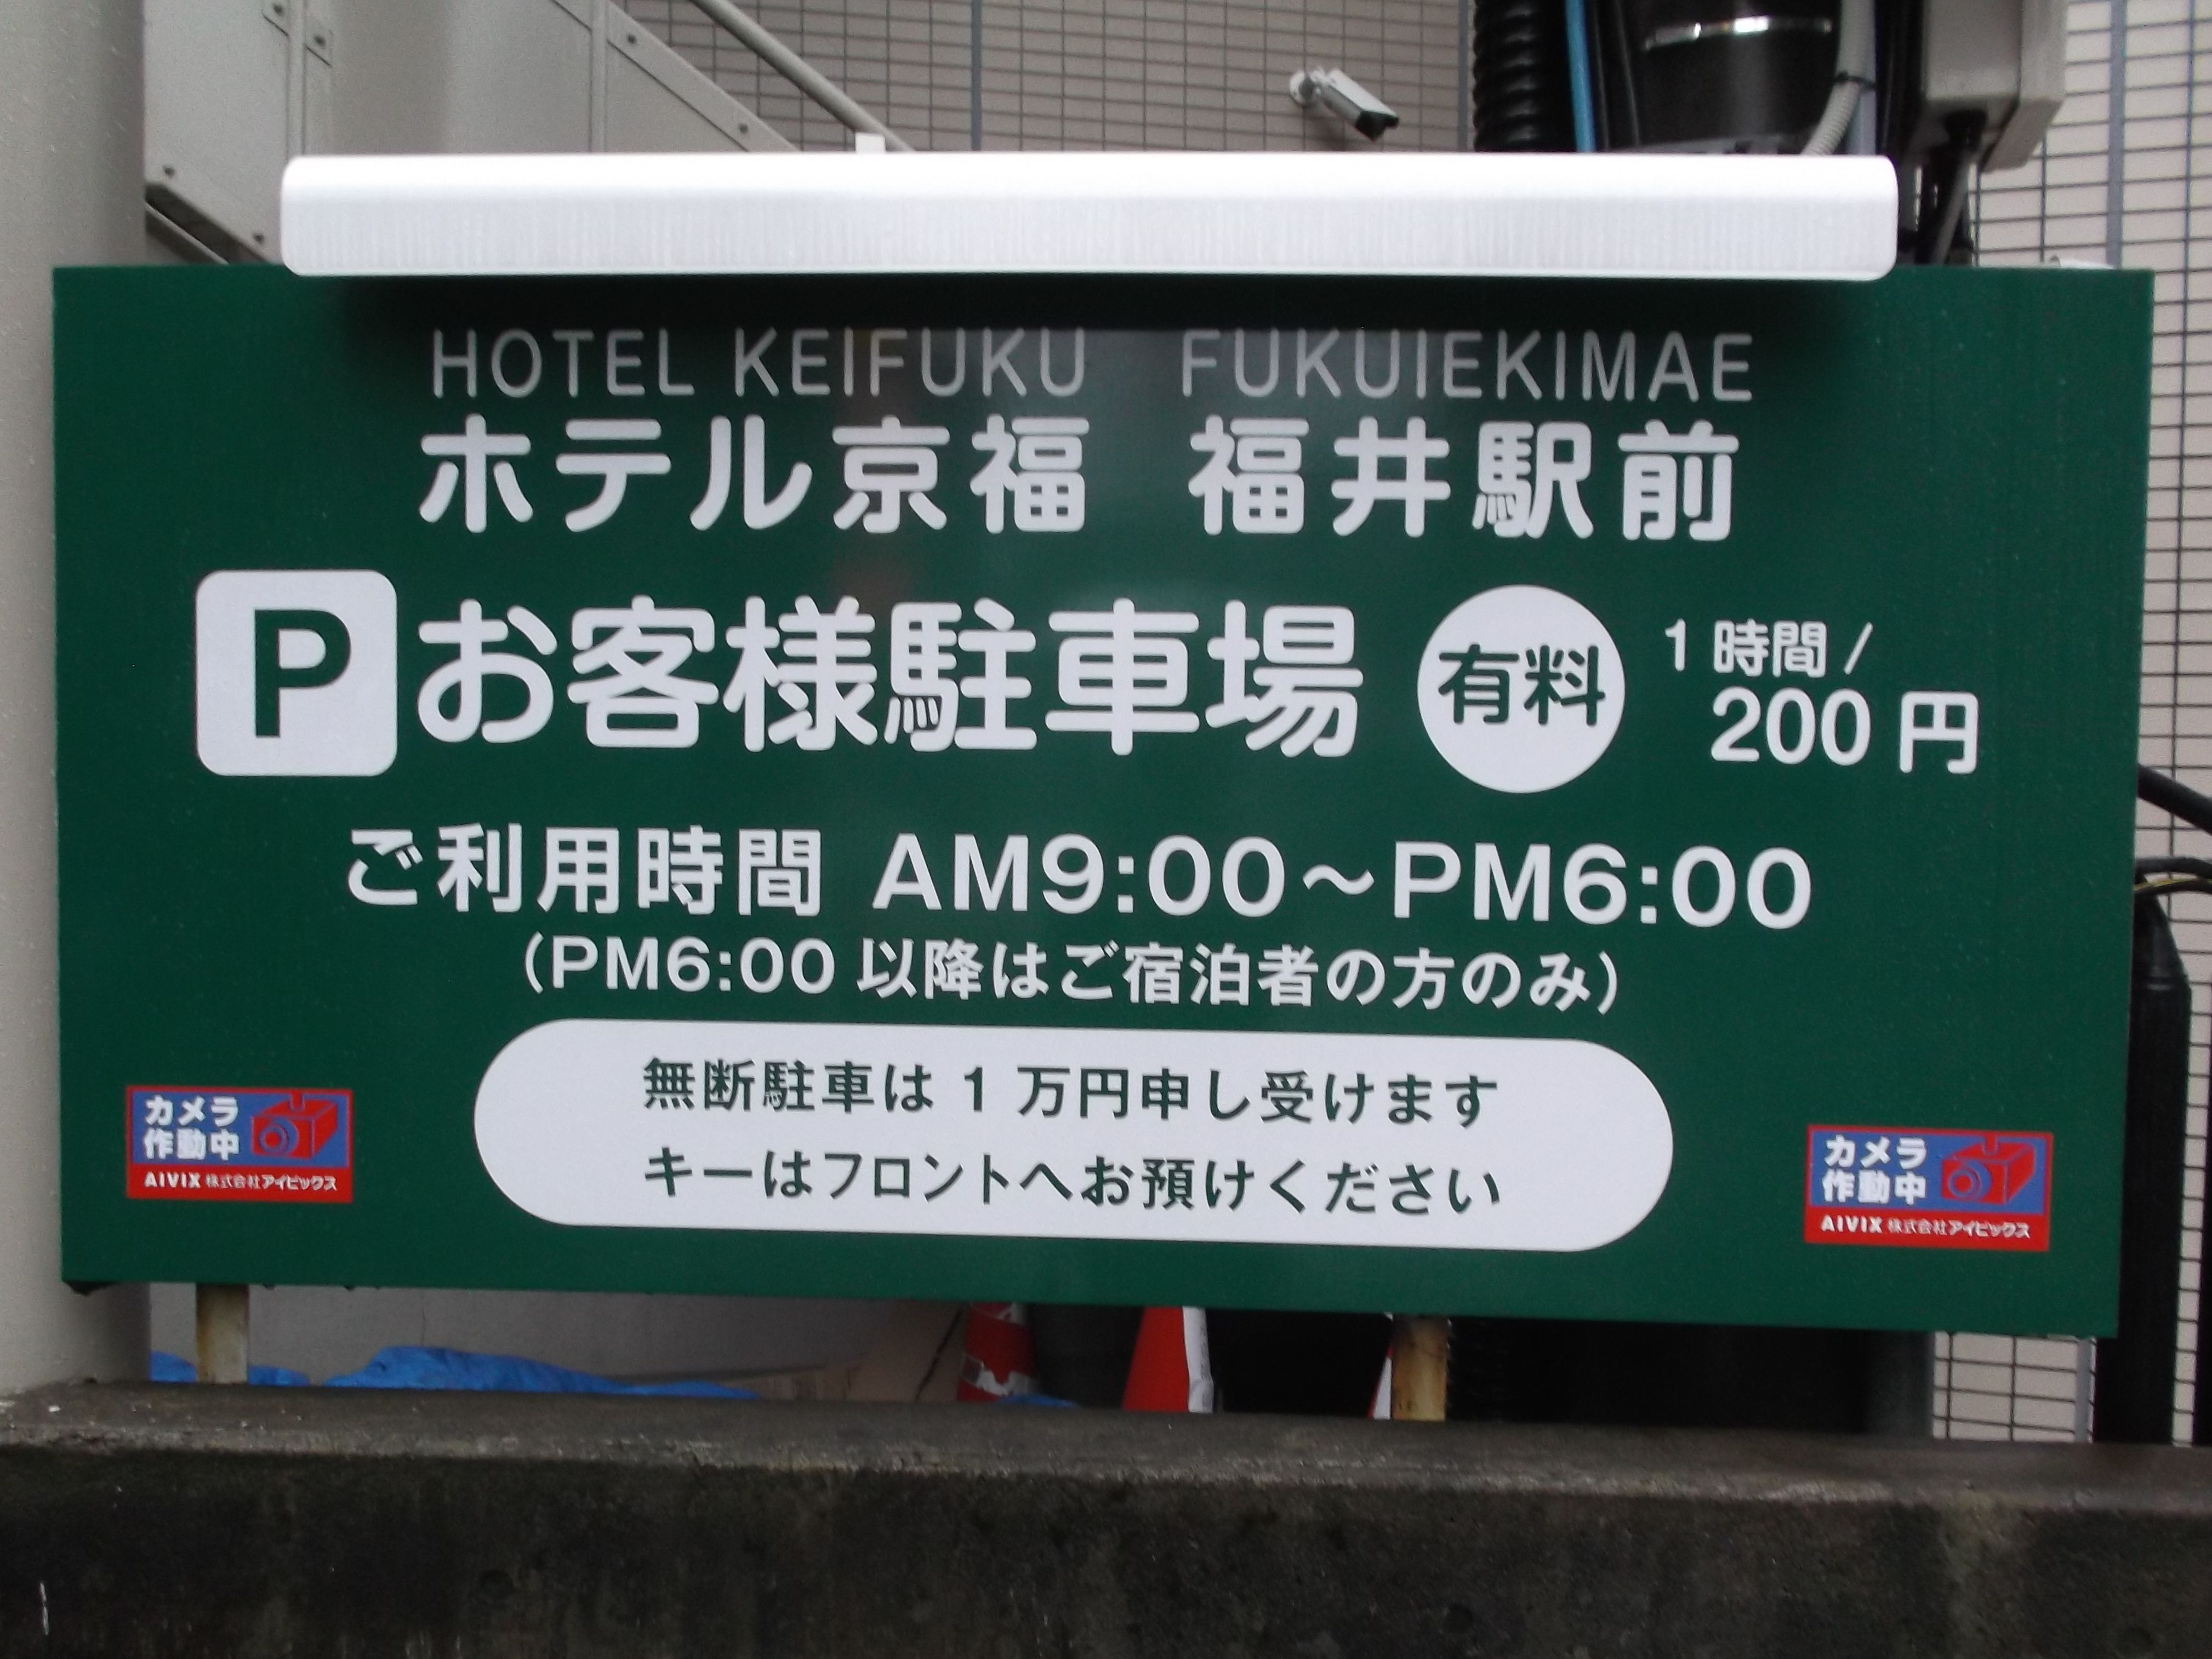 HOTEL KEIFUKU FUKUIEKIMAE
ホテル京福 福井駅前
P お客様駐車場 有料 1時間/
200円
ご利用時間 AM9:00～PM6:00
(PM6:00 以降はご宿泊者の方のみ)
無断駐車は 1 万円申し受けます
キーはフロントへお預けください
カメラ
作動中
AIVIX 株式会社アイビックス
カメラ
作動中
AIVIX 株式会社アイビックス